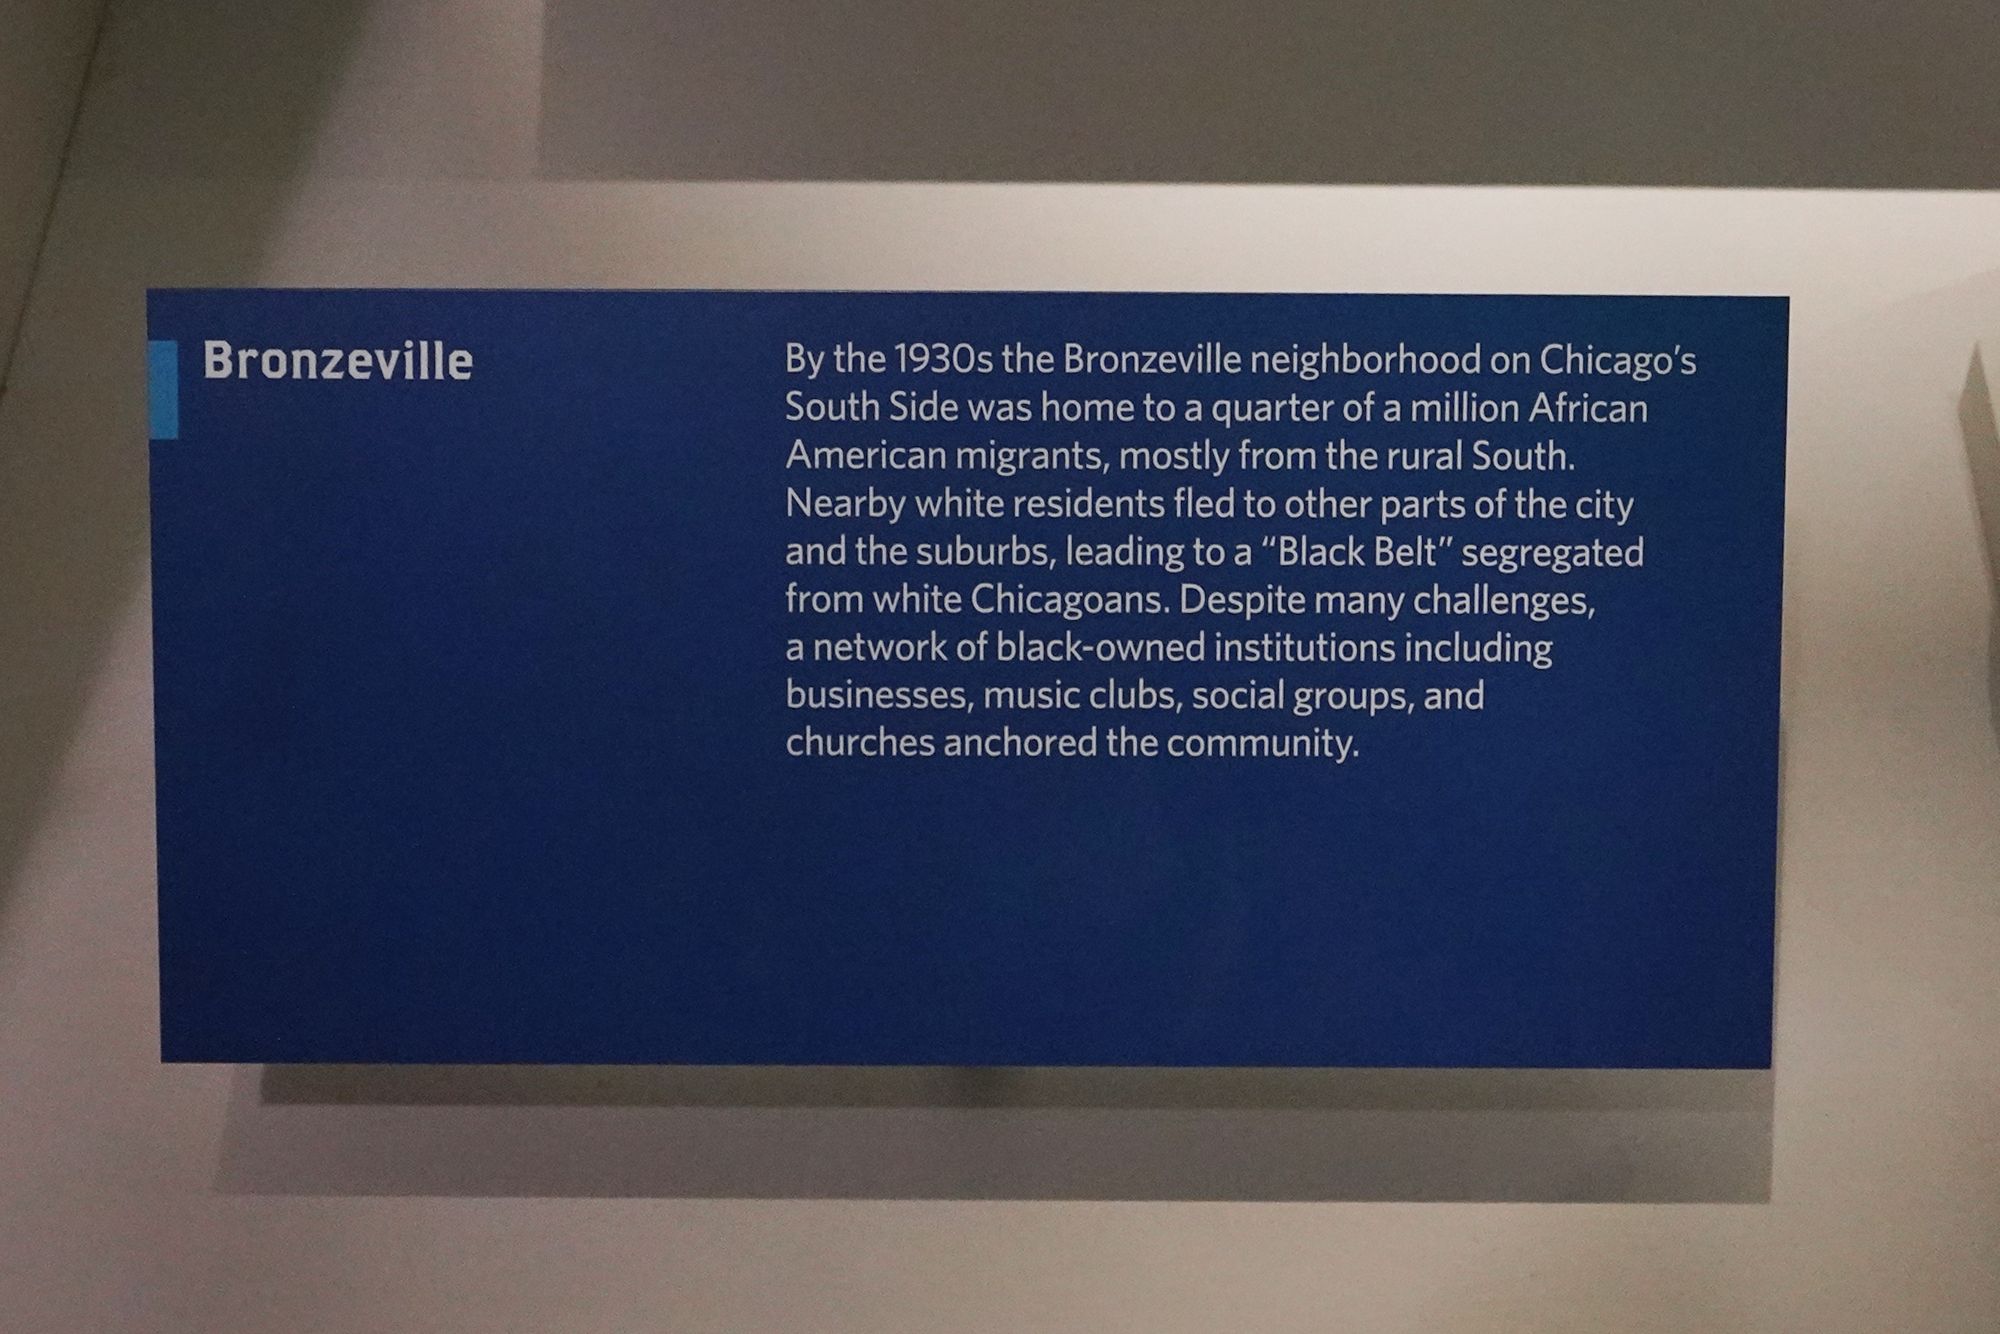 Bronzeville
By the 1930s the Bronzeville neighborhood on Chicago’s
South Side was home to a quarter of a million African
American migrants, mostly from the rural South.
Nearby white residents fled to other parts of the city
and the suburbs, leading to a “Black Belt” segregated
from white Chicagoans. Despite many challenges,
a network of black-owned institutions including
businesses, music clubs, social groups, and
churches anchored the community.